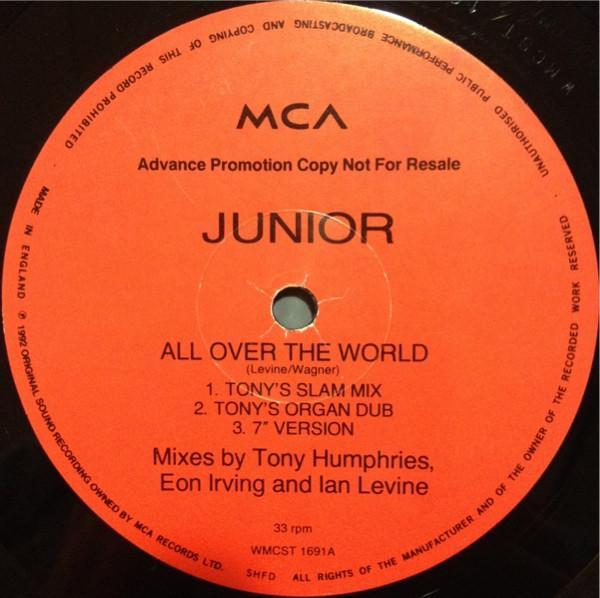 MCA
Advance Promotion Copy Not For Resale
JUNIOR
ALL OVER THE WORLD
(Levine/Wagner)
1. TONY'S SLAM MIX
2. TONY'S ORGAN DUB
3. 7" VERSION
Mixes by Tony Humphries,
Eon Irving and Ian Levine
33 rpm
WMCST 1691A
MADE IN ENGLAND ℗ 1992 ORIGINAL SOUND RECORDING OWNED BY MCA RECORDS LTD. SHFD ALL RIGHTS OF THE MANUFACTURER AND OF THE OWNER OF THE RECORDED WORK RESERVED
UNAUTHORISED PUBLIC PERFORMANCE BROADCASTING AND COPYING OF THIS RECORD PROHIBITED
WMCST